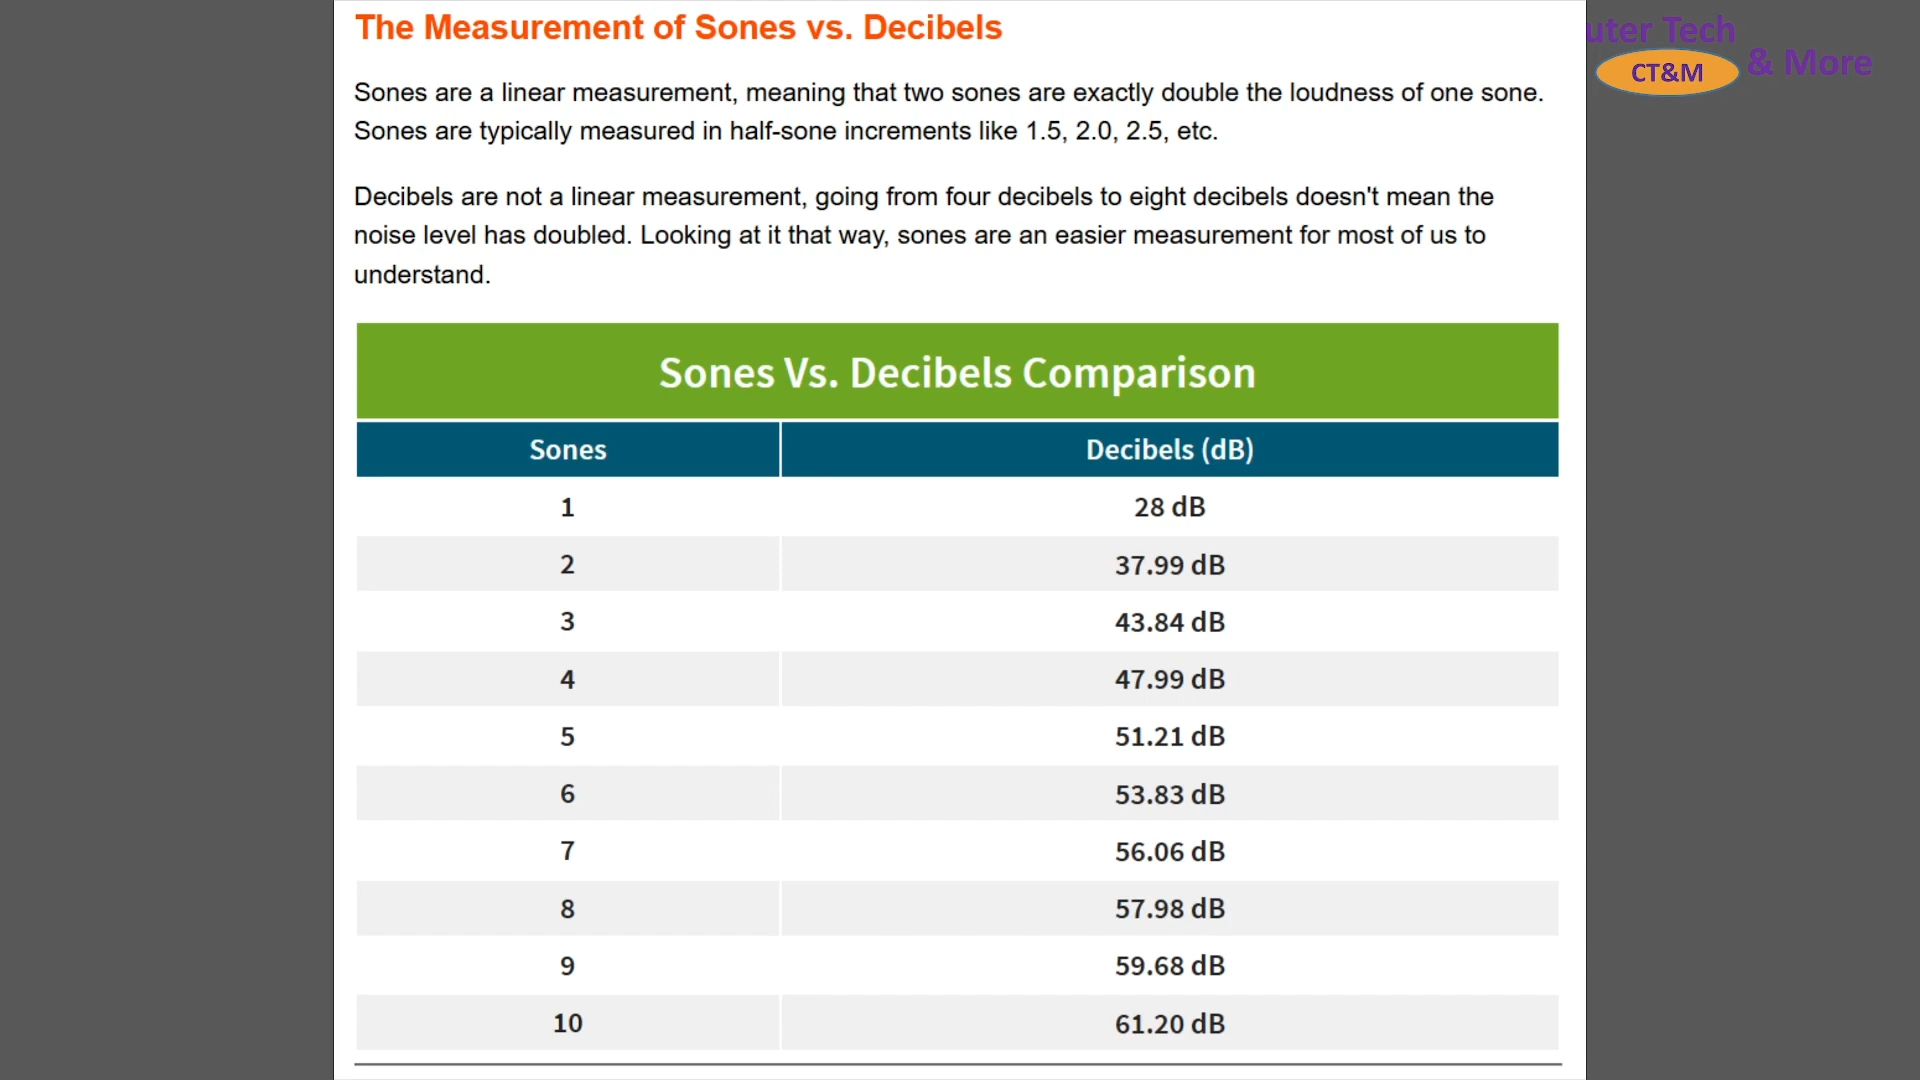 The Measurement of Sones vs. Decibels
uter Tech
CT&M
& More
Sones are a linear measurement, meaning that two sones are exactly double the loudness of one sone.
Sones are typically measured in half-sone increments like 1.5, 2.0, 2.5, etc.
Decibels are not a linear measurement, going from four decibels to eight decibels doesn't mean the
noise level has doubled. Looking at it that way, sones are an easier measurement for most of us to
understand.
Sones Vs. Decibels Comparison
Sones Decibels (dB)
1 28 dB
2 37.99 dB
3 43.84 dB
4 47.99 dB
5 51.21 dB
6 53.83 dB
7 56.06 dB
8 57.98 dB
9 59.68 dB
10 61.20 dB